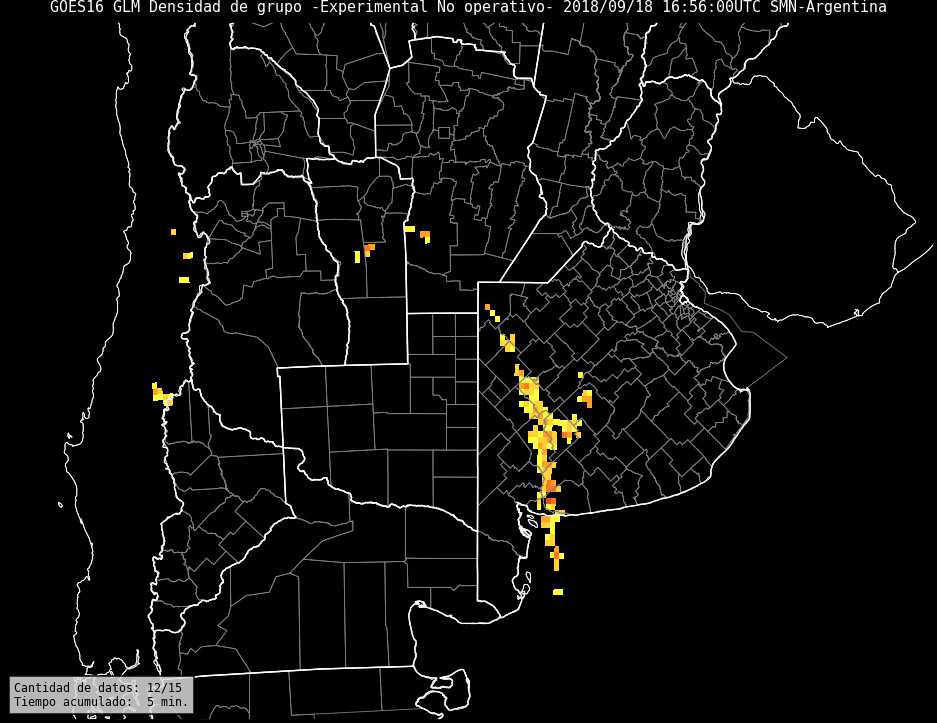 GOES16 GLM Densidad de grupo -Experimental No operativo- 2018/09/18 16:56:00UTC SMN-Argentina
Cantidad de datos: 12/15
Tiempo acumulado:  5 min.